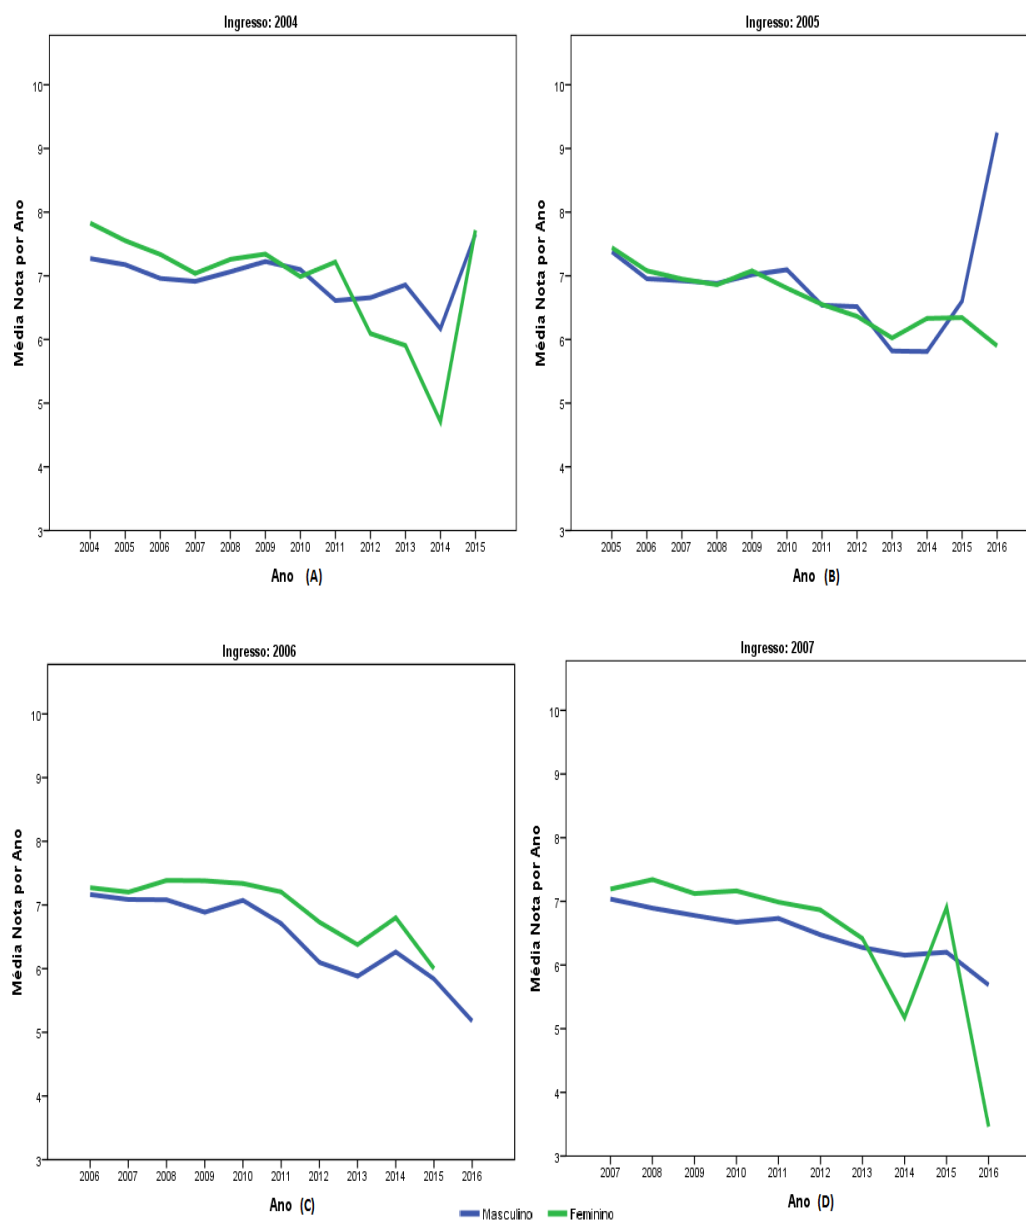 Ingresso: 2004
Média Nota por Ano
10
9
8
7
6
5
4
3
2004 2005 2006 2007 2008 2009 2010 2011 2012 2013 2014 2015
Ano (A)
Ingresso: 2005
Média Nota por Ano
10
9
8
7
6
5
4
3
2005 2006 2007 2008 2009 2010 2011 2012 2013 2014 2015 2016
Ano (B)
Ingresso: 2006
Média Nota por Ano
10
9
8
7
6
5
4
3
2006 2007 2008 2009 2010 2011 2012 2013 2014 2015 2016
Ano (C)
Ingresso: 2007
Média Nota por Ano
10
9
8
7
6
5
4
3
2007 2008 2009 2010 2011 2012 2013 2014 2015 2016
Ano (D)
Masculino Feminino